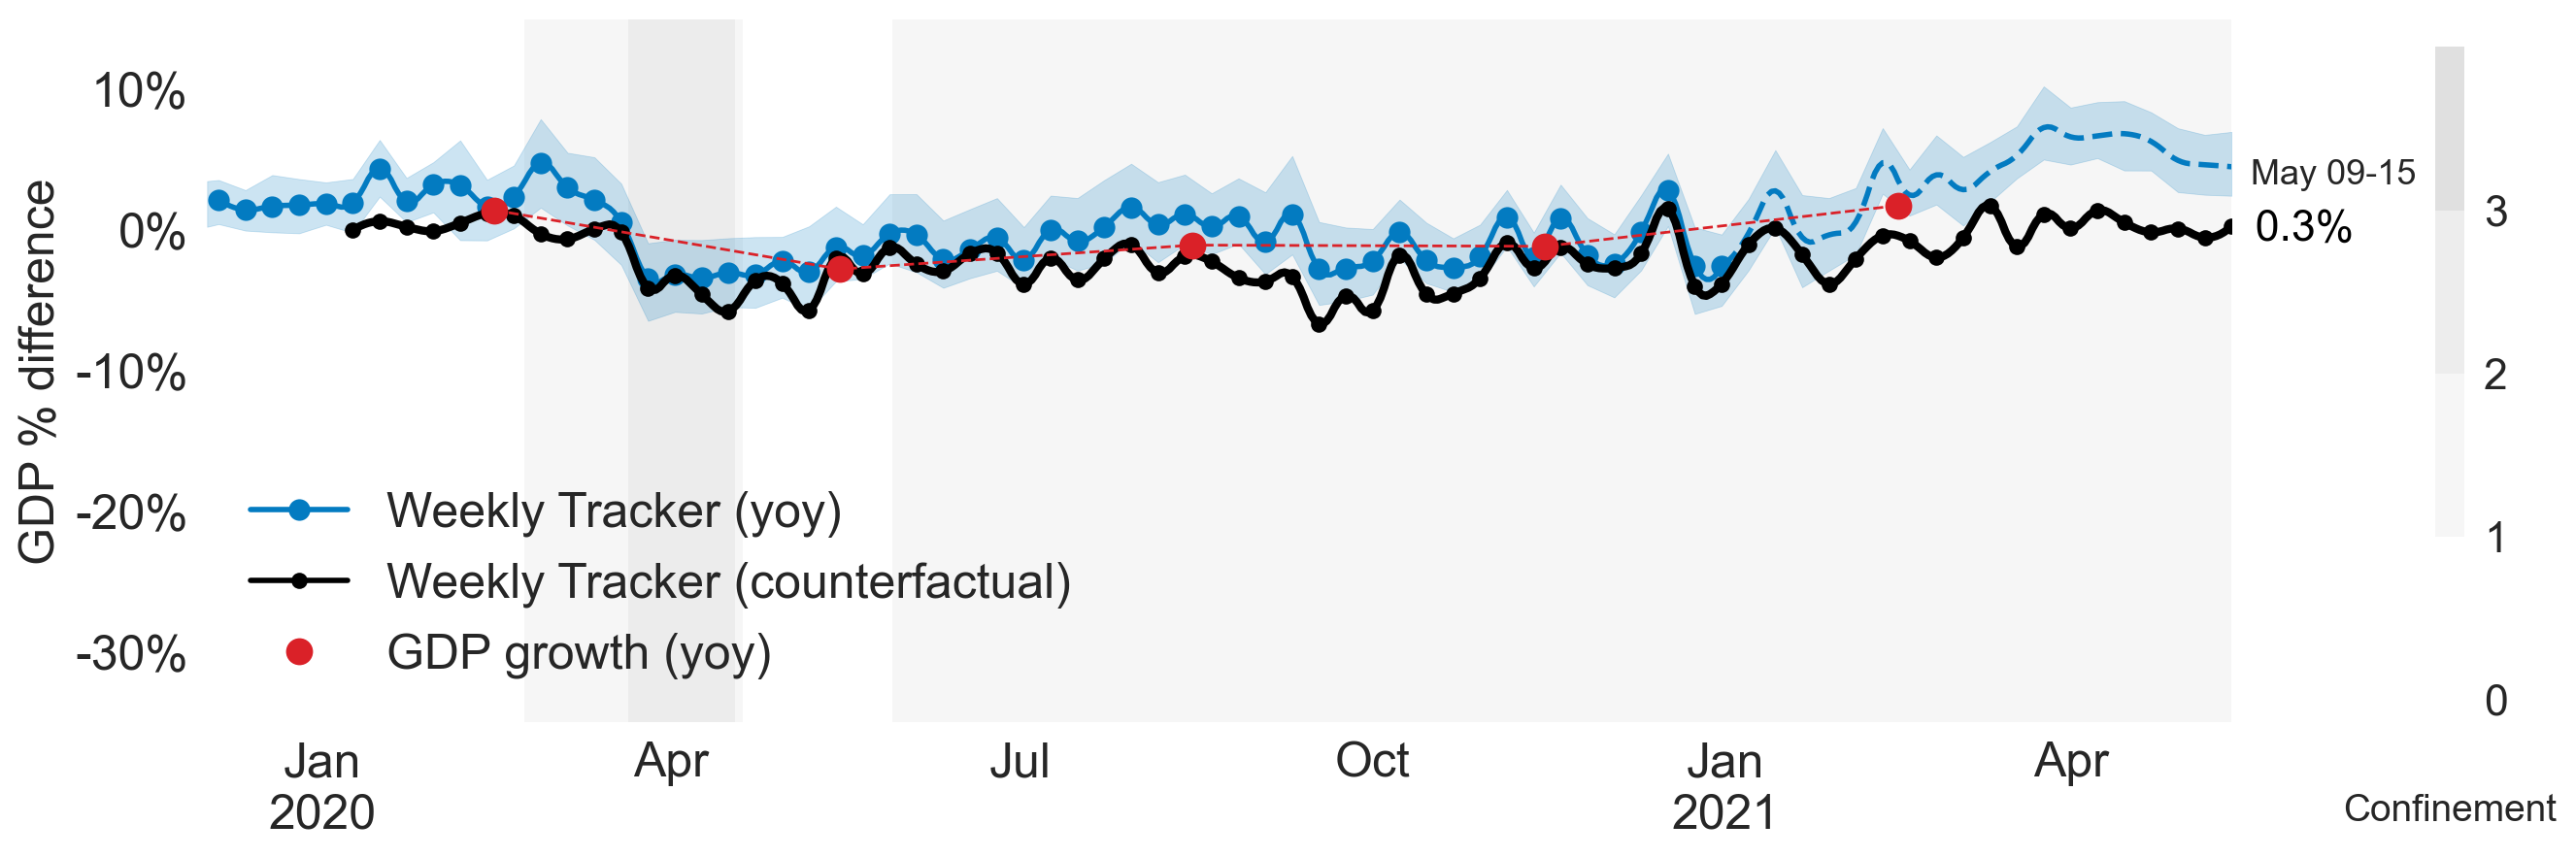 GDP % difference
10%
0%
-10%
-20%
-30%
Weekly Tracker (yoy)
Weekly Tracker (counterfactual)
GDP growth (yoy)
Jan
2020
Apr
Jul
Oct
Jan
2021
Apr
May 09-15
0.3%
3
2
1
0
Confinement